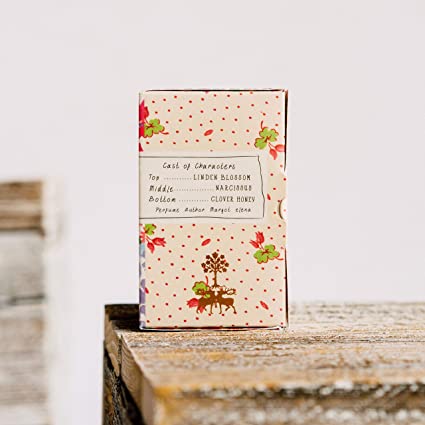 Cast of Characters
Top ........... LINDEN BLOSSOM
Middle ........... NARCISSUS
Bottom ......... CLOVER HONEY
Perfume Author Margot Elena